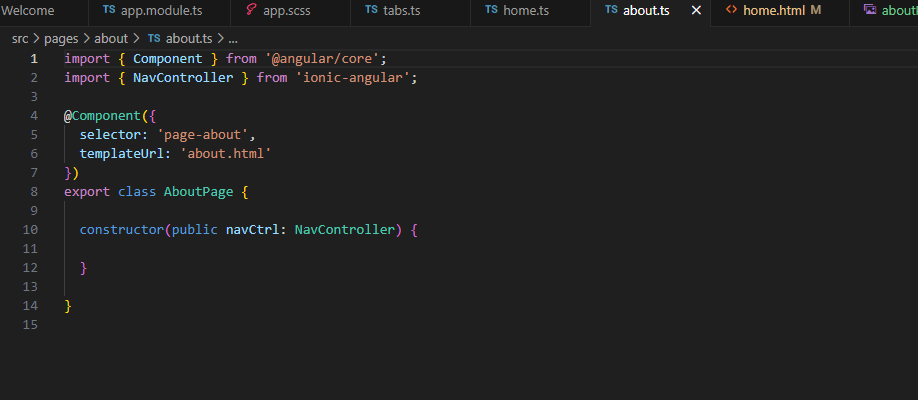 Welcome TS app.module.ts app.scss TS tabs.ts TS home.ts TS about.ts × <> home.html M
src > pages > about > TS about.ts > ...
1 import { Component } from '@angular/core';
2 import { NavController } from 'ionic-angular';
3
4 @Component({
5 selector: 'page-about',
6 templateUrl: 'about.html'
7 })
8 export class AboutPage {
9
10 constructor(public navCtrl: NavController) {
11
12 }
13
14 }
15